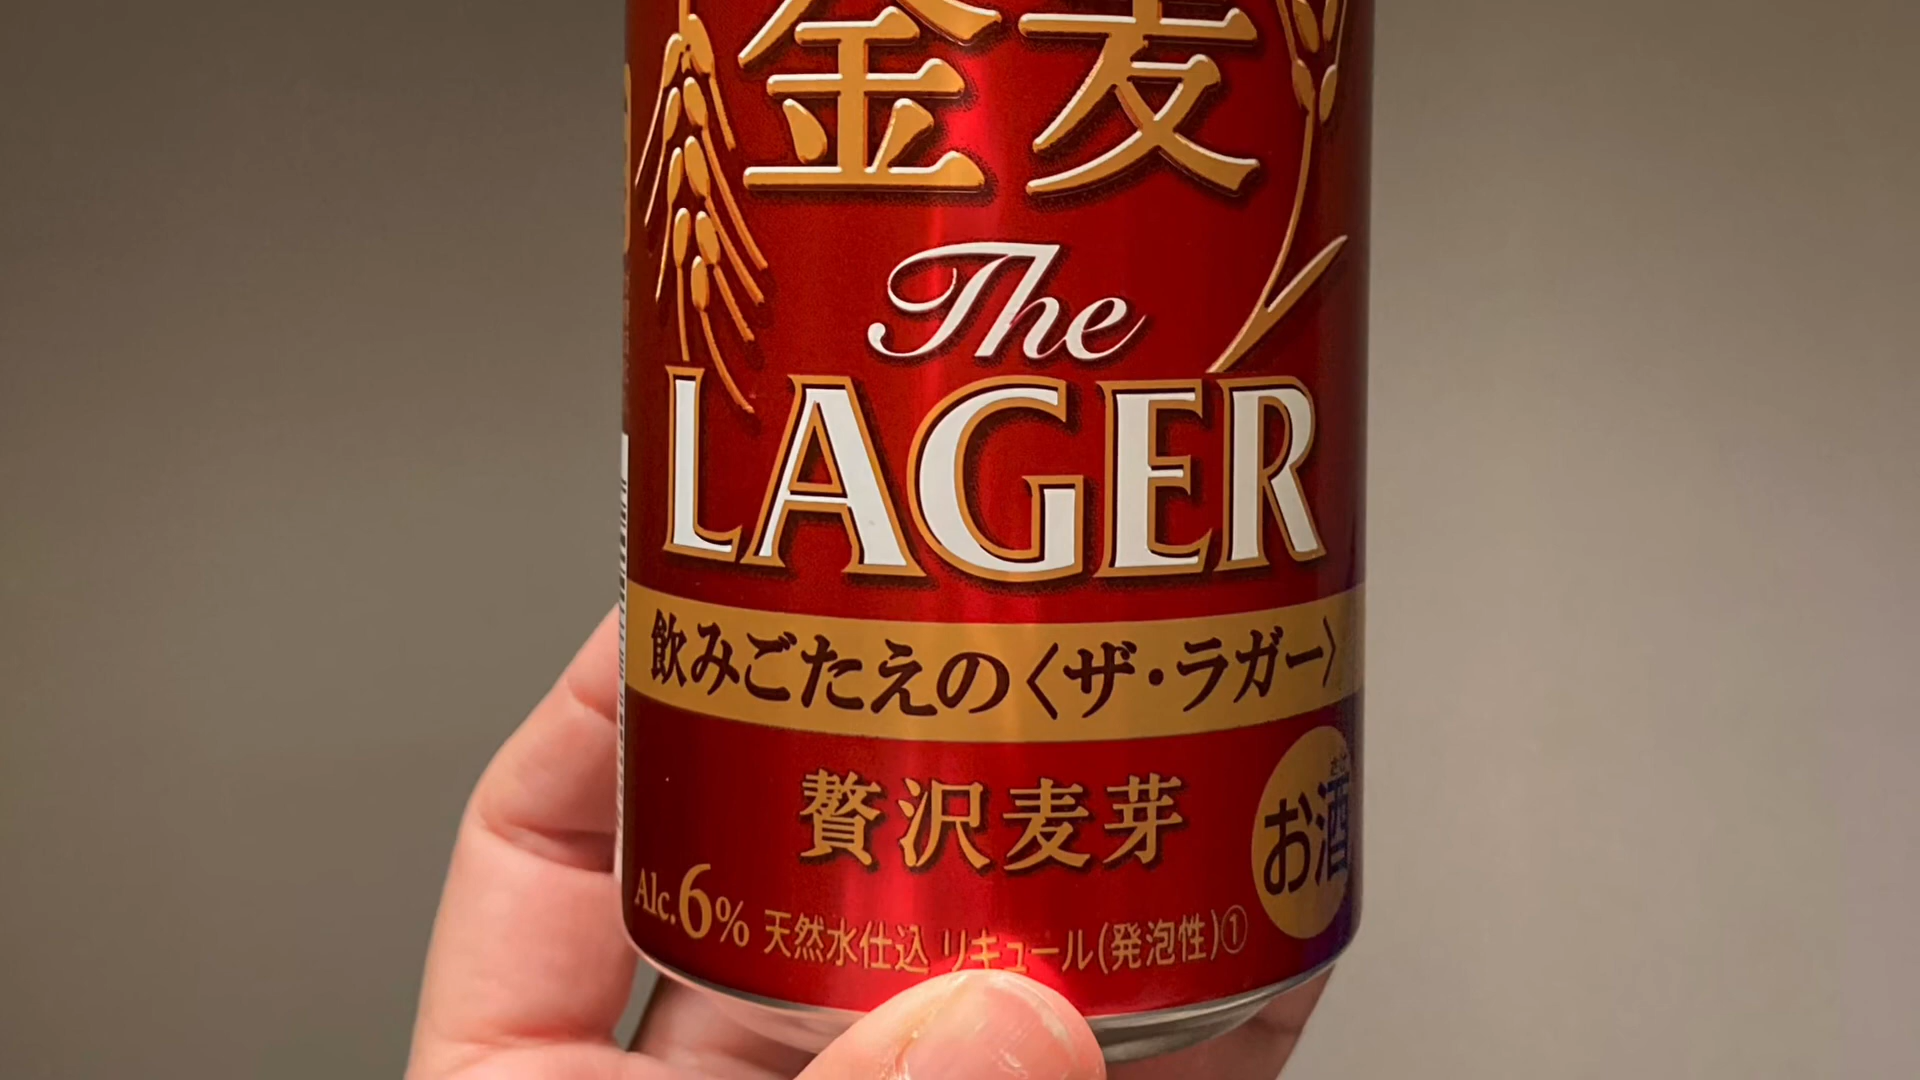 金麦
The
LAGER
飲みごたえの〈ザ・ラガー〉
贅沢麦芽
お酒
Alc.6% 天然水仕込 リキュール(発泡性)①